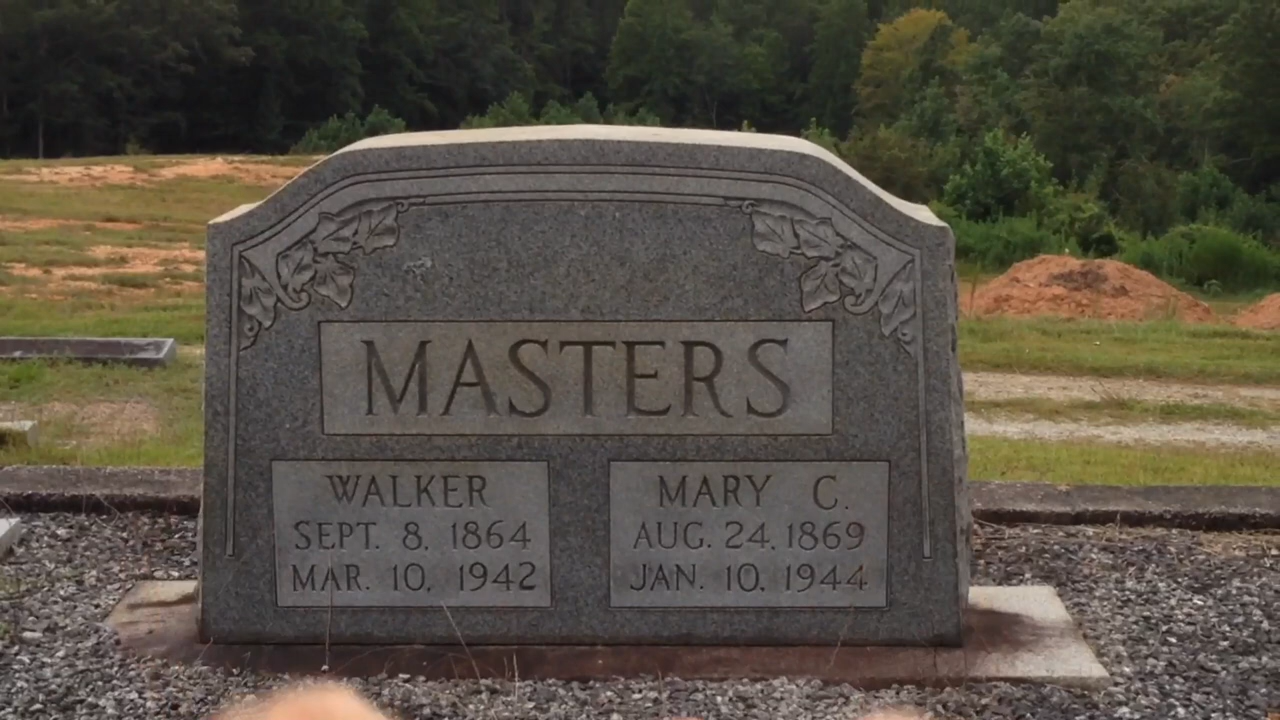 MASTERS
WALKER
SEPT. 8, 1864
MAR. 10, 1942
MARY C.
AUG. 24, 1869
JAN. 10, 1944